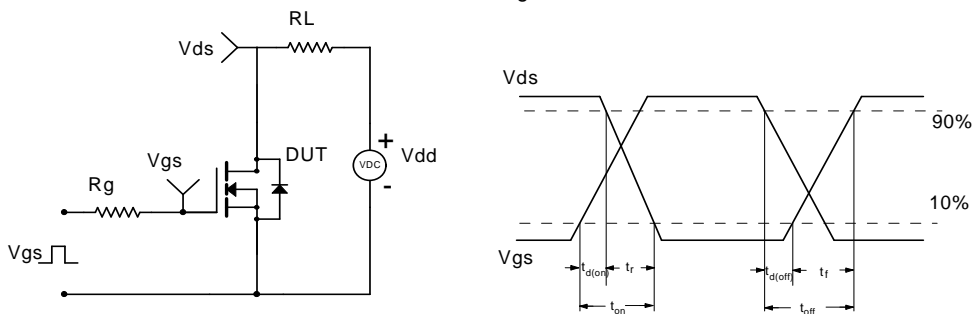 RL
Vds
Vgs
DUT
VDC
+
-
Vdd
Rg
Vgs
Vds
90%
10%
Vgs
td(on)
tr
ton
td(off)
tf
toff